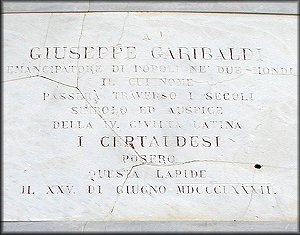 A
GIUSEPPE GARIBALDI
EMANCIPATORE DI POPOLI NE' DUE MONDI
IL CUI NOME
PASSERÀ TRAVERSO I SECOLI
SIMBOLO ED AUSPICE
DELLA IV. CIVILTÀ LATINA
I CERTALDESI
POSERO
QUESTA LAPIDE
IL XXV. DI GIUGNO MDCCCLXXXII.